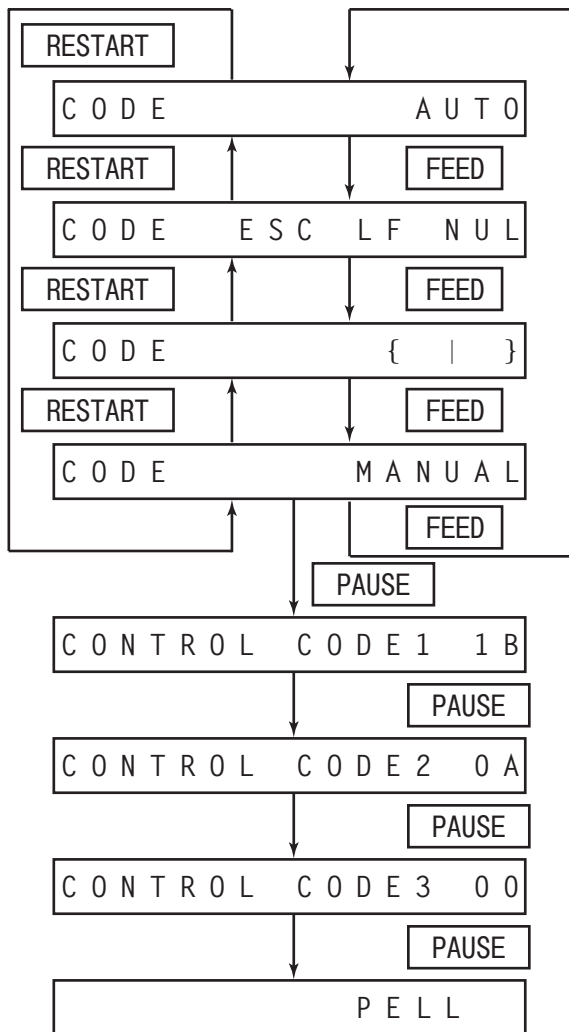 RESTART
CODE AUTO
RESTART FEED
CODE ESC LF NUL
RESTART FEED
CODE { | }
RESTART FEED
CODE MANUAL
FEED
PAUSE
CONTROL CODE1 1B
PAUSE
CONTROL CODE2 0A
PAUSE
CONTROL CODE3 00
PAUSE
PELL